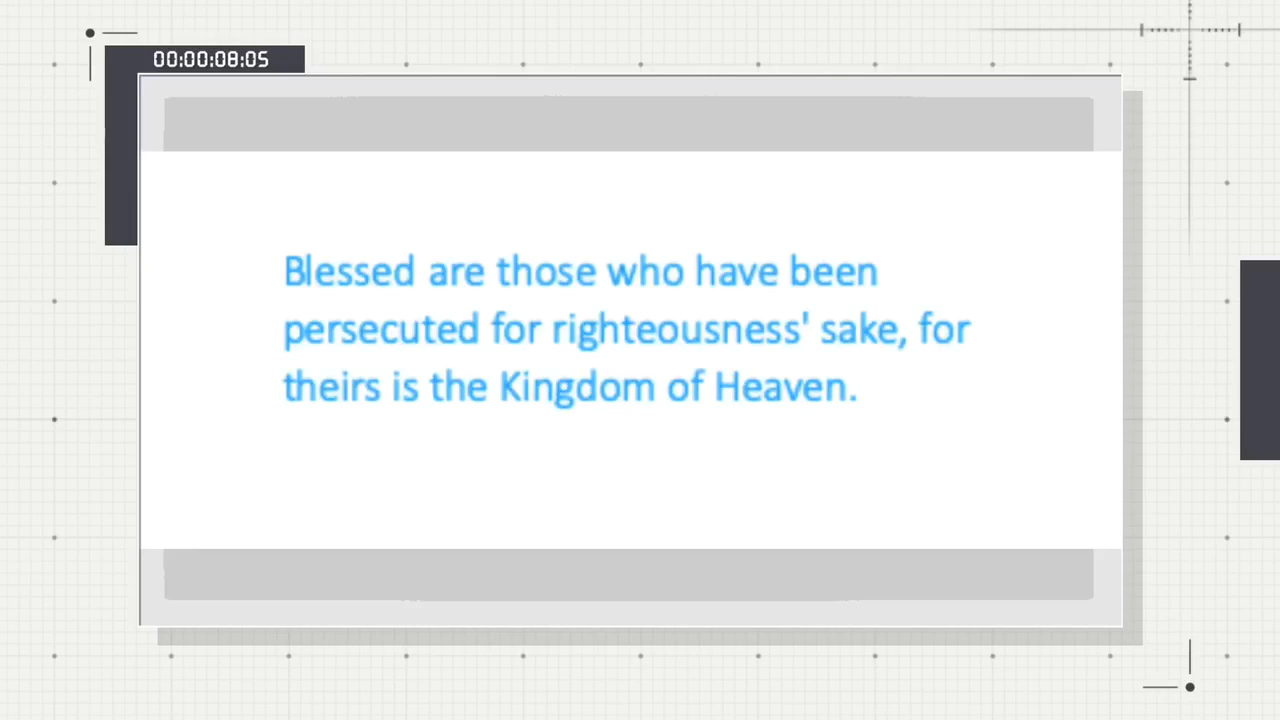 00:00:08:05
Blessed are those who have been
persecuted for righteousness' sake, for
theirs is the Kingdom of Heaven.